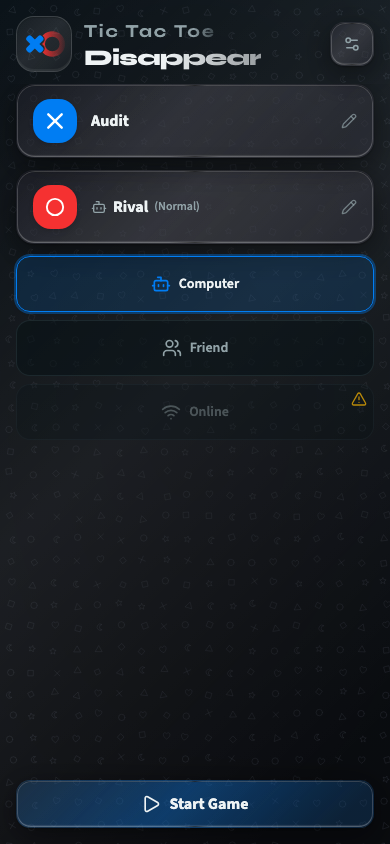 Tic Tac Toe
Disappear
Audit
Rival (Normal)
Computer
Friend
Online
Start Game